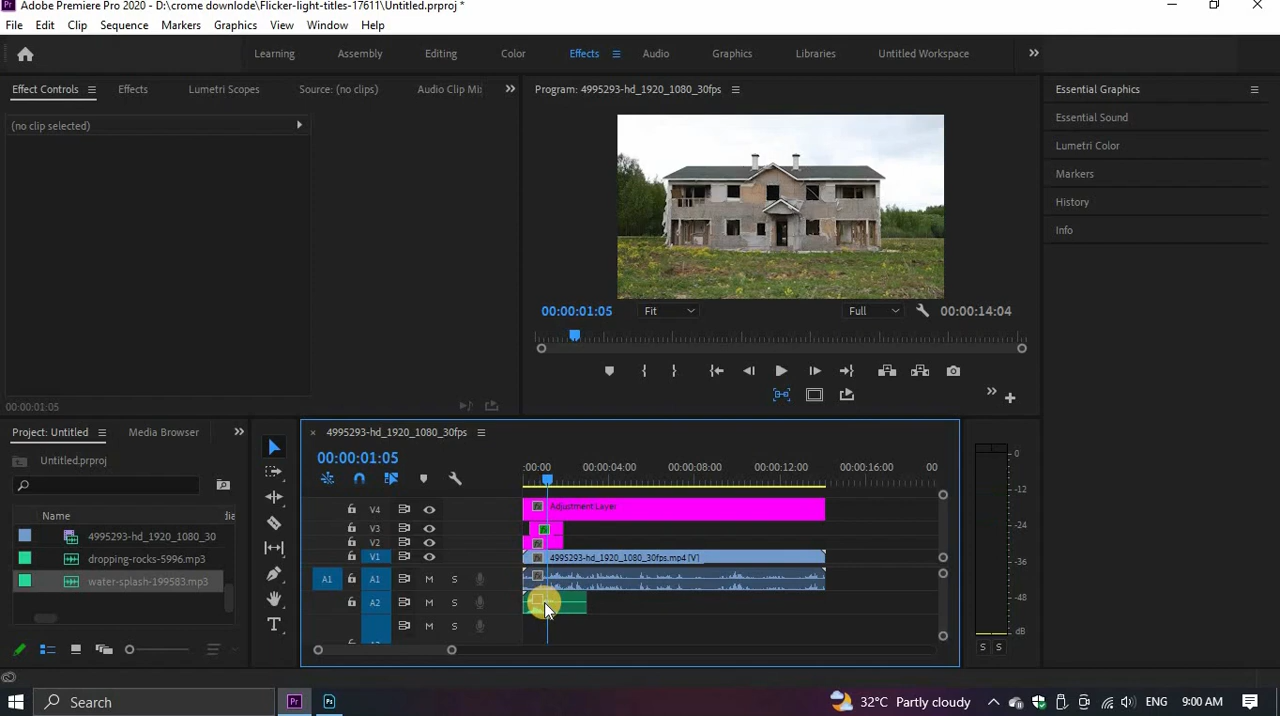 Adobe Premiere Pro 2020 - D:\crome downlode\Flicker-light-titles-17611\Untitled.prproj *
File Edit Clip Sequence Markers Graphics View Window Help
Learning Assembly Editing Color Effects Audio Graphics Libraries Untitled Workspace
Effect Controls Effects Lumetri Scopes Source: (no clips) Audio Clip Mi:
Program: 4995293-hd_1920_1080_30fps
Essential Graphics
(no clip selected)
Essential Sound
Lumetri Color
Markers
History
Info
00:00:01:05 Fit Full 00:00:14:04
00:00:01:05
Project: Untitled Media Browser
4995293-hd_1920_1080_30fps
Untitled.prproj
00:00:01:05
:00:00 00:00:04:00 00:00:08:00 00:00:12:00 00:00:16:00 00
Name
V4 Adjustment Layer
V3
4995293-hd_1920_1080_30
V2
dropping-rocks-5996.mp3
V1 4995293-hd_1920_1080_30fps.mp4 [V]
water-splash-199583.mp3
A1 A1 M S
A2 M S
M S
0
-12
-24
-36
-48
dB
S S
Search
Pr
Ps
32°C Partly cloudy
ENG
9:00 AM